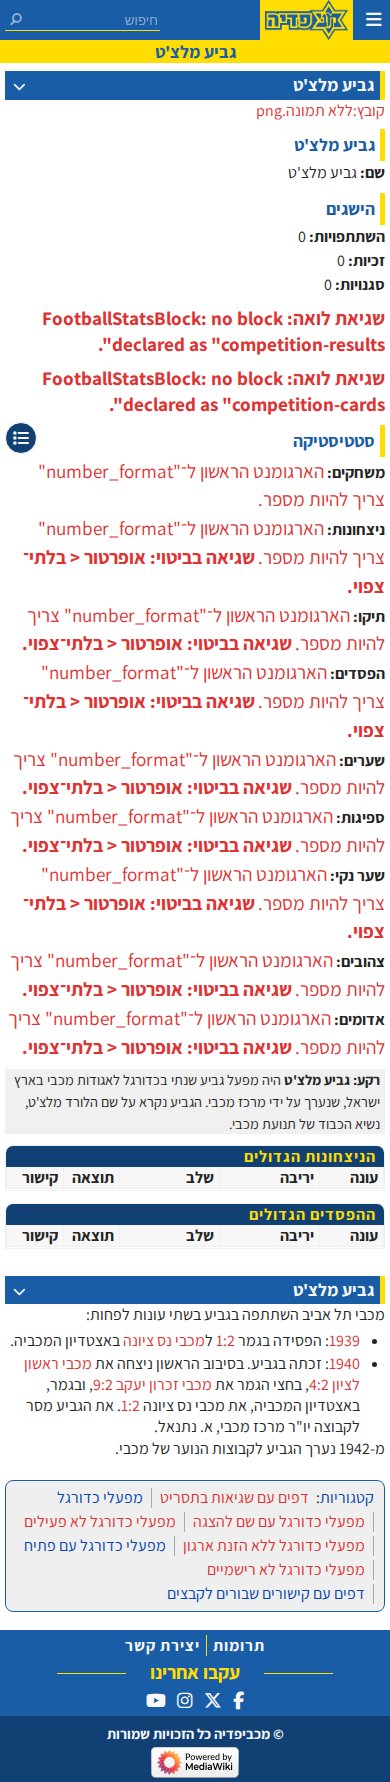 חיפוש
גביע מלצ'ט
גביע מלצ'ט
קובץ:ללא תמונה.png
גביע מלצ'ט
שם: גביע מלצ'ט
הישגים
השתתפויות: 0
זכיות: 0
סגנויות: 0
שגיאת לואה: FootballStatsBlock: no block
declared as "competition-results".
שגיאת לואה: FootballStatsBlock: no block
declared as "competition-cards".
סטטיסטיקה
משחקים: הארגומנט הראשון ל־"number_format"
צריך להיות מספר.
ניצחונות: הארגומנט הראשון ל־"number_format"
צריך להיות מספר. שגיאה בביטוי: אופרטור < בלתי־
צפוי.
תיקו: הארגומנט הראשון ל־"number_format" צריך
להיות מספר. שגיאה בביטוי: אופרטור < בלתי־צפוי.
הפסדים: הארגומנט הראשון ל־"number_format"
צריך להיות מספר. שגיאה בביטוי: אופרטור < בלתי־
צפוי.
שערים: הארגומנט הראשון ל־"number_format" צריך
להיות מספר. שגיאה בביטוי: אופרטור < בלתי־צפוי.
ספיגות: הארגומנט הראשון ל־"number_format" צריך
להיות מספר. שגיאה בביטוי: אופרטור < בלתי־צפוי.
שער נקי: הארגומנט הראשון ל־"number_format"
צריך להיות מספר. שגיאה בביטוי: אופרטור < בלתי־
צפוי.
צהובים: הארגומנט הראשון ל־"number_format" צריך
להיות מספר. שגיאה בביטוי: אופרטור < בלתי־צפוי.
אדומים: הארגומנט הראשון ל־"number_format" צריך
להיות מספר. שגיאה בביטוי: אופרטור < בלתי־צפוי.
רקע: גביע מלצ'ט היה מפעל גביע שנתי בכדורגל לאגודות מכבי בארץ
ישראל, שנערך על ידי מרכז מכבי. הגביע נקרא על שם הלורד מלצ'ט,
נשיא הכבוד של תנועת מכבי.
הניצחונות הגדולים
עונה יריבה שלב תוצאה קישור
ההפסדים הגדולים
עונה יריבה שלב תוצאה קישור
גביע מלצ'ט
מכבי תל אביב השתתפה בגביע בשתי עונות לפחות:
1939: הפסידה בגמר 1:2 למכבי נס ציונה באצטדיון המכביה.
1940: זכתה בגביע. בסיבוב הראשון ניצחה את מכבי ראשון
לציון 4:2, בחצי הגמר את מכבי זכרון יעקב 9:2, ובגמר,
באצטדיון המכביה, את מכבי נס ציונה 1:2. את הגביע מסר
לקבוצה יו"ר מרכז מכבי, א. נתנאל.
מ-1942 נערך הגביע לקבוצות הנוער של מכבי.
קטגוריות: דפים עם שגיאות בתסריט | מפעלי כדורגל
| מפעלי כדורגל עם שם להצגה | מפעלי כדורגל לא פעילים
| מפעלי כדורגל ללא הזנת ארגון | מפעלי כדורגל עם פתיח
| מפעלי כדורגל לא רישמיים
| דפים עם קישורים שבורים לקבצים
תרומות | יצירת קשר
עקבו אחרינו
© מכביפדיה כל הזכויות שמורות
Powered by
MediaWiki